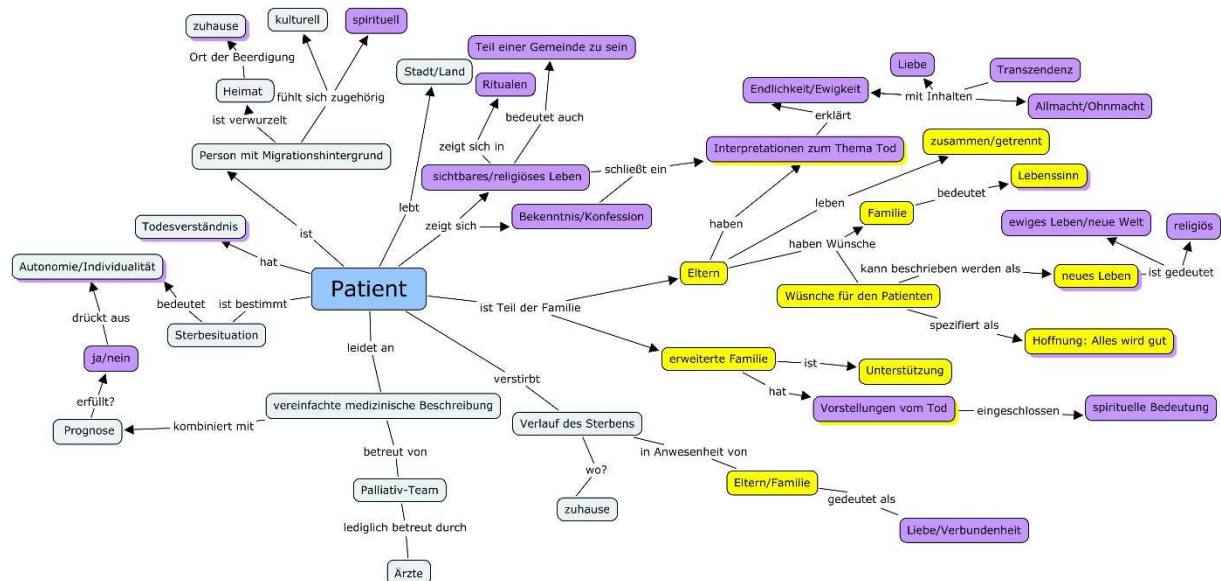 zuhause
kulturell
spirituell
Ort der Beerdigung
Heimat
fühlt sich zugehörig
ist verwurzelt
Person mit Migrationshintergrund
ist
Stadt/Land
lebt
Teil einer Gemeinde zu sein
Ritualen
bedeutet auch
zeigt sich in
sichtbares/religiöses Leben
schließt ein
zeigt sich
Bekenntnis/Konfession
Liebe
Transzendenz
Endlichkeit/Ewigkeit
mit Inhalten
Allmacht/Ohnmacht
erklärt
Interpretationen zum Thema Tod
zusammen/getrennt
haben
leben
Lebenssinn
bedeutet
Familie
haben Wünsche
Eltern
ewiges Leben/neue Welt
religiös
kann beschrieben werden als
neues Leben
ist gedeutet
Wüsnche für den Patienten
spezifiert als
Hoffnung: Alles wird gut
Todesverständnis
hat
Autonomie/Individualität
bedeutet
ist bestimmt
Sterbesituation
drückt aus
ja/nein
erfüllt?
Prognose
kombiniert mit
Patient
ist Teil der Familie
erweiterte Familie
ist
Unterstützung
hat
Vorstellungen vom Tod
eingeschlossen
spirituelle Bedeutung
leidet an
vereinfachte medizinische Beschreibung
betreut von
Palliativ-Team
lediglich betreut durch
Ärzte
verstirbt
Verlauf des Sterbens
wo?
zuhause
in Anwesenheit von
Eltern/Familie
gedeutet als
Liebe/Verbundenheit